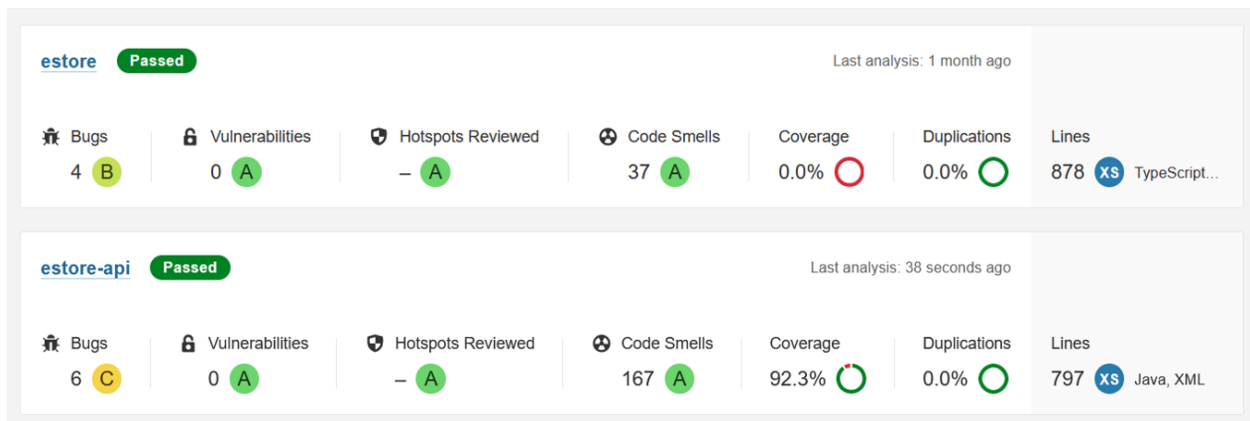 estore Passed Last analysis: 1 month ago
Bugs Vulnerabilities Hotspots Reviewed Code Smells Coverage Duplications Lines
4 B 0 A – A 37 A 0.0% 0.0% 878 XS TypeScript...
estore-api Passed Last analysis: 38 seconds ago
Bugs Vulnerabilities Hotspots Reviewed Code Smells Coverage Duplications Lines
6 C 0 A – A 167 A 92.3% 0.0% 797 XS Java, XML